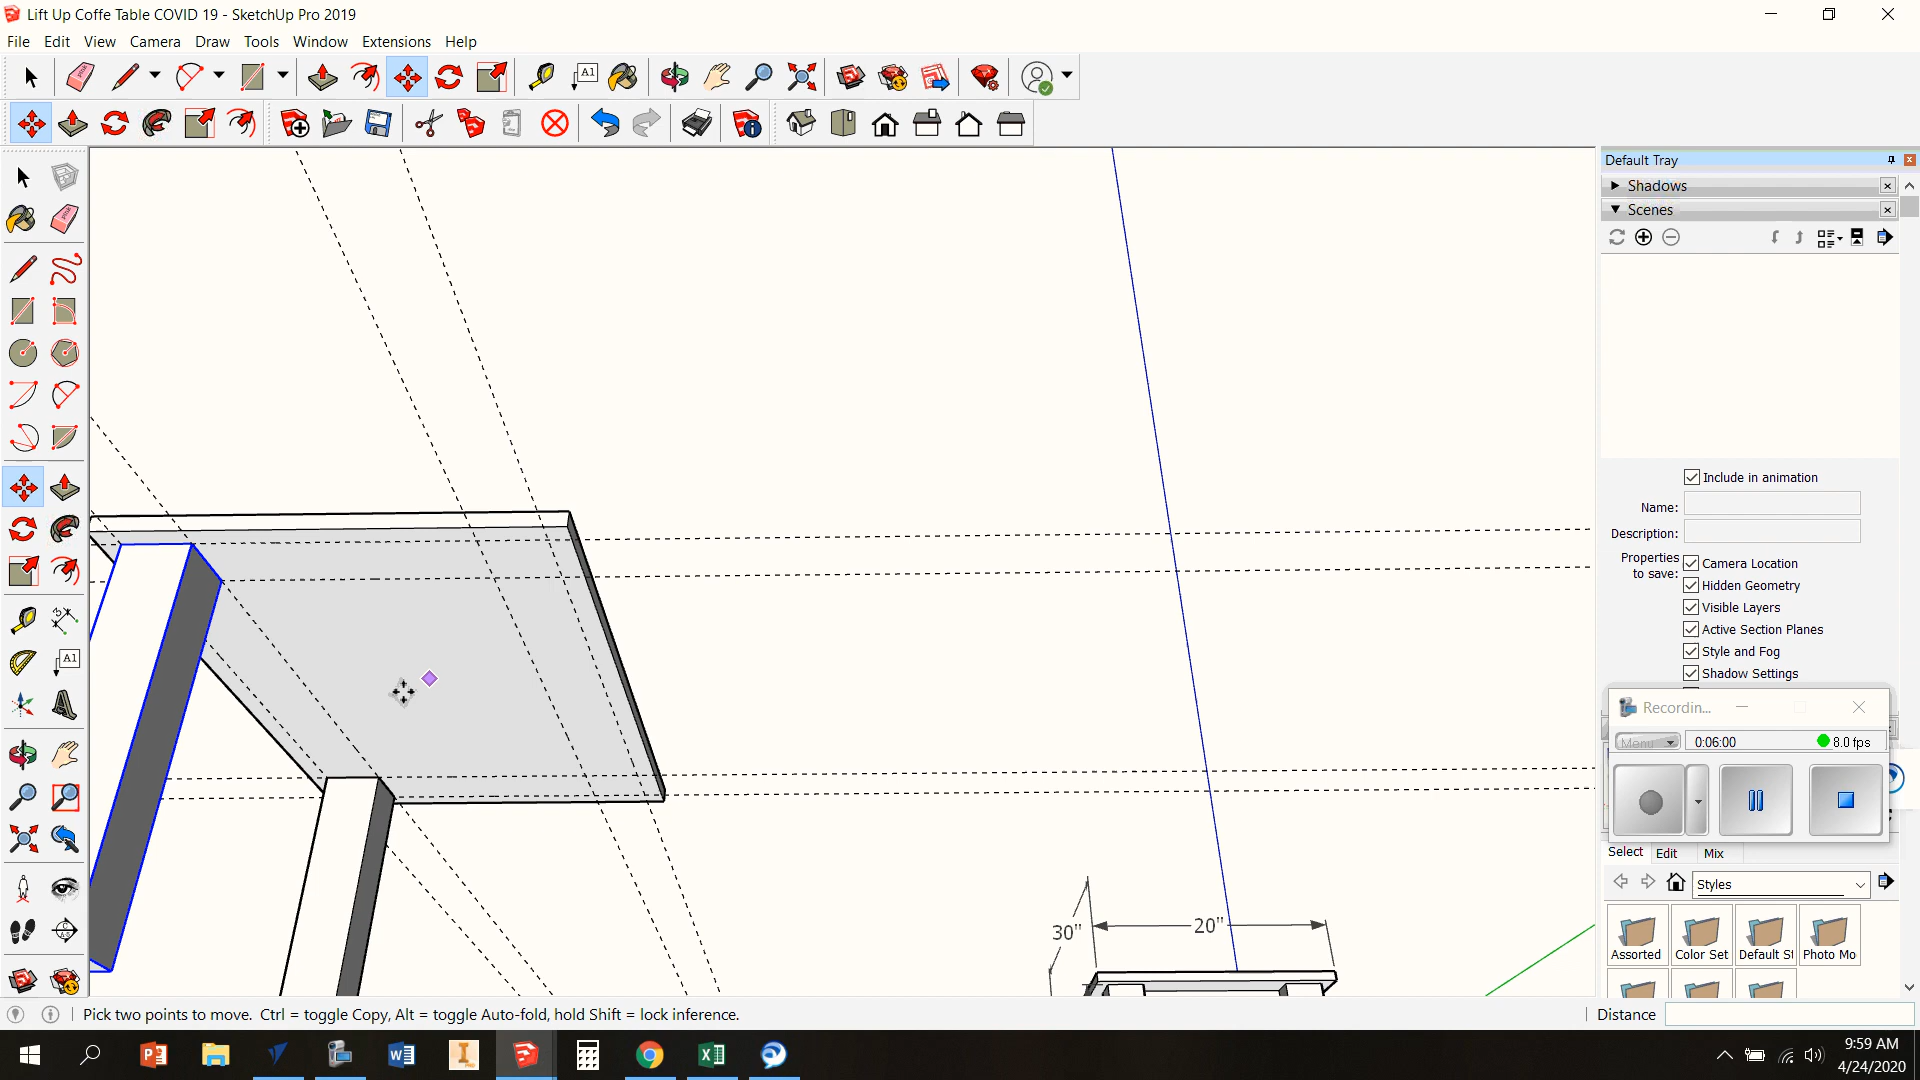 Lift Up Coffe Table COVID 19 - SketchUp Pro 2019
File Edit View Camera Draw Tools Window Extensions Help
A1
Default Tray
Shadows
Scenes
Include in animation
Name:
Description:
Properties to save:
Camera Location
Hidden Geometry
Visible Layers
Active Section Planes
Style and Fog
Shadow Settings
A1
Recordin...
Menu 0:06:00 8.0 fps
Select Edit Mix
Styles
Assorted Color Set Default St Photo Mo
30" 20"
Pick two points to move. Ctrl = toggle Copy, Alt = toggle Auto-fold, hold Shift = lock inference.
Distance
9:59 AM
4/24/2020